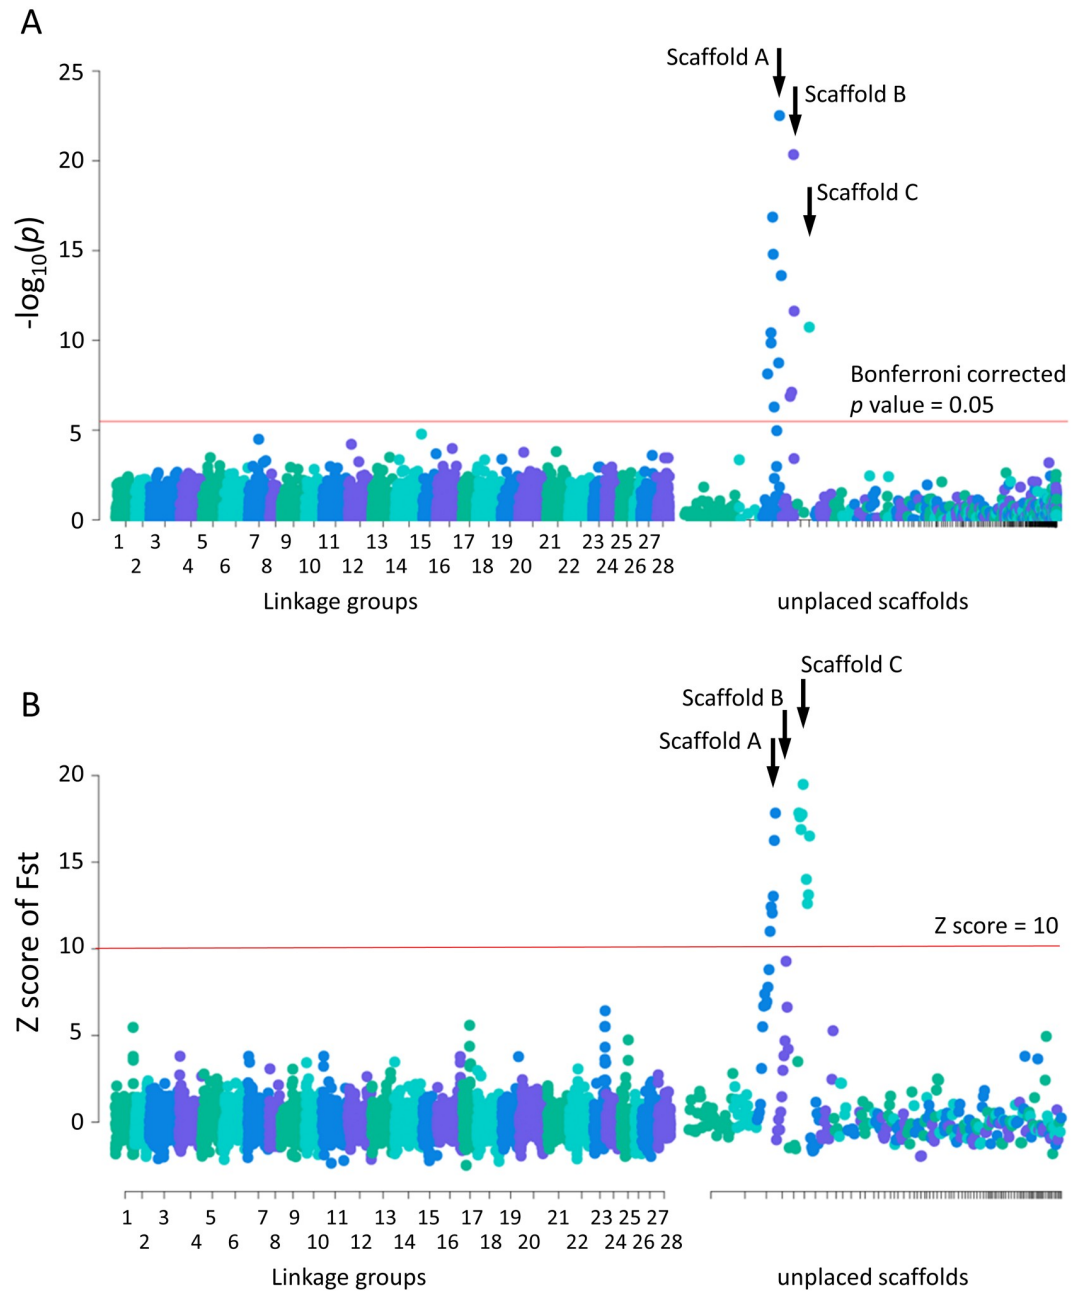 A
Scaffold A
Scaffold B
Scaffold C
25
20
15
10
5
0
-log10(p)
Bonferroni corrected
p value = 0.05
1 3 5 7 9 11 13 15 17 19 21 23 25 27
2 4 6 8 10 12 14 16 18 20 22 24 26 28
Linkage groups
unplaced scaffolds
B
Scaffold C
Scaffold B
Scaffold A
20
15
10
5
0
Z score of Fst
Z score = 10
1 3 5 7 9 11 13 15 17 19 21 23 25 27
2 4 6 8 10 12 14 16 18 20 22 24 26 28
Linkage groups
unplaced scaffolds